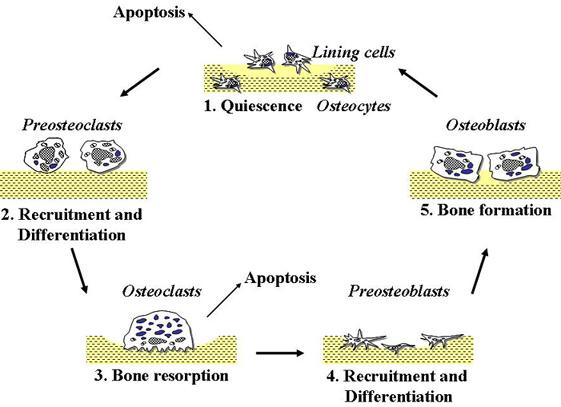 Apoptosis
Lining cells
1. Quiescence Osteocytes
Preosteoclasts
2. Recruitment and
Differentiation
Osteoclasts
Apoptosis
3. Bone resorption
Preosteoblasts
4. Recruitment and
Differentiation
Osteoblasts
5. Bone formation